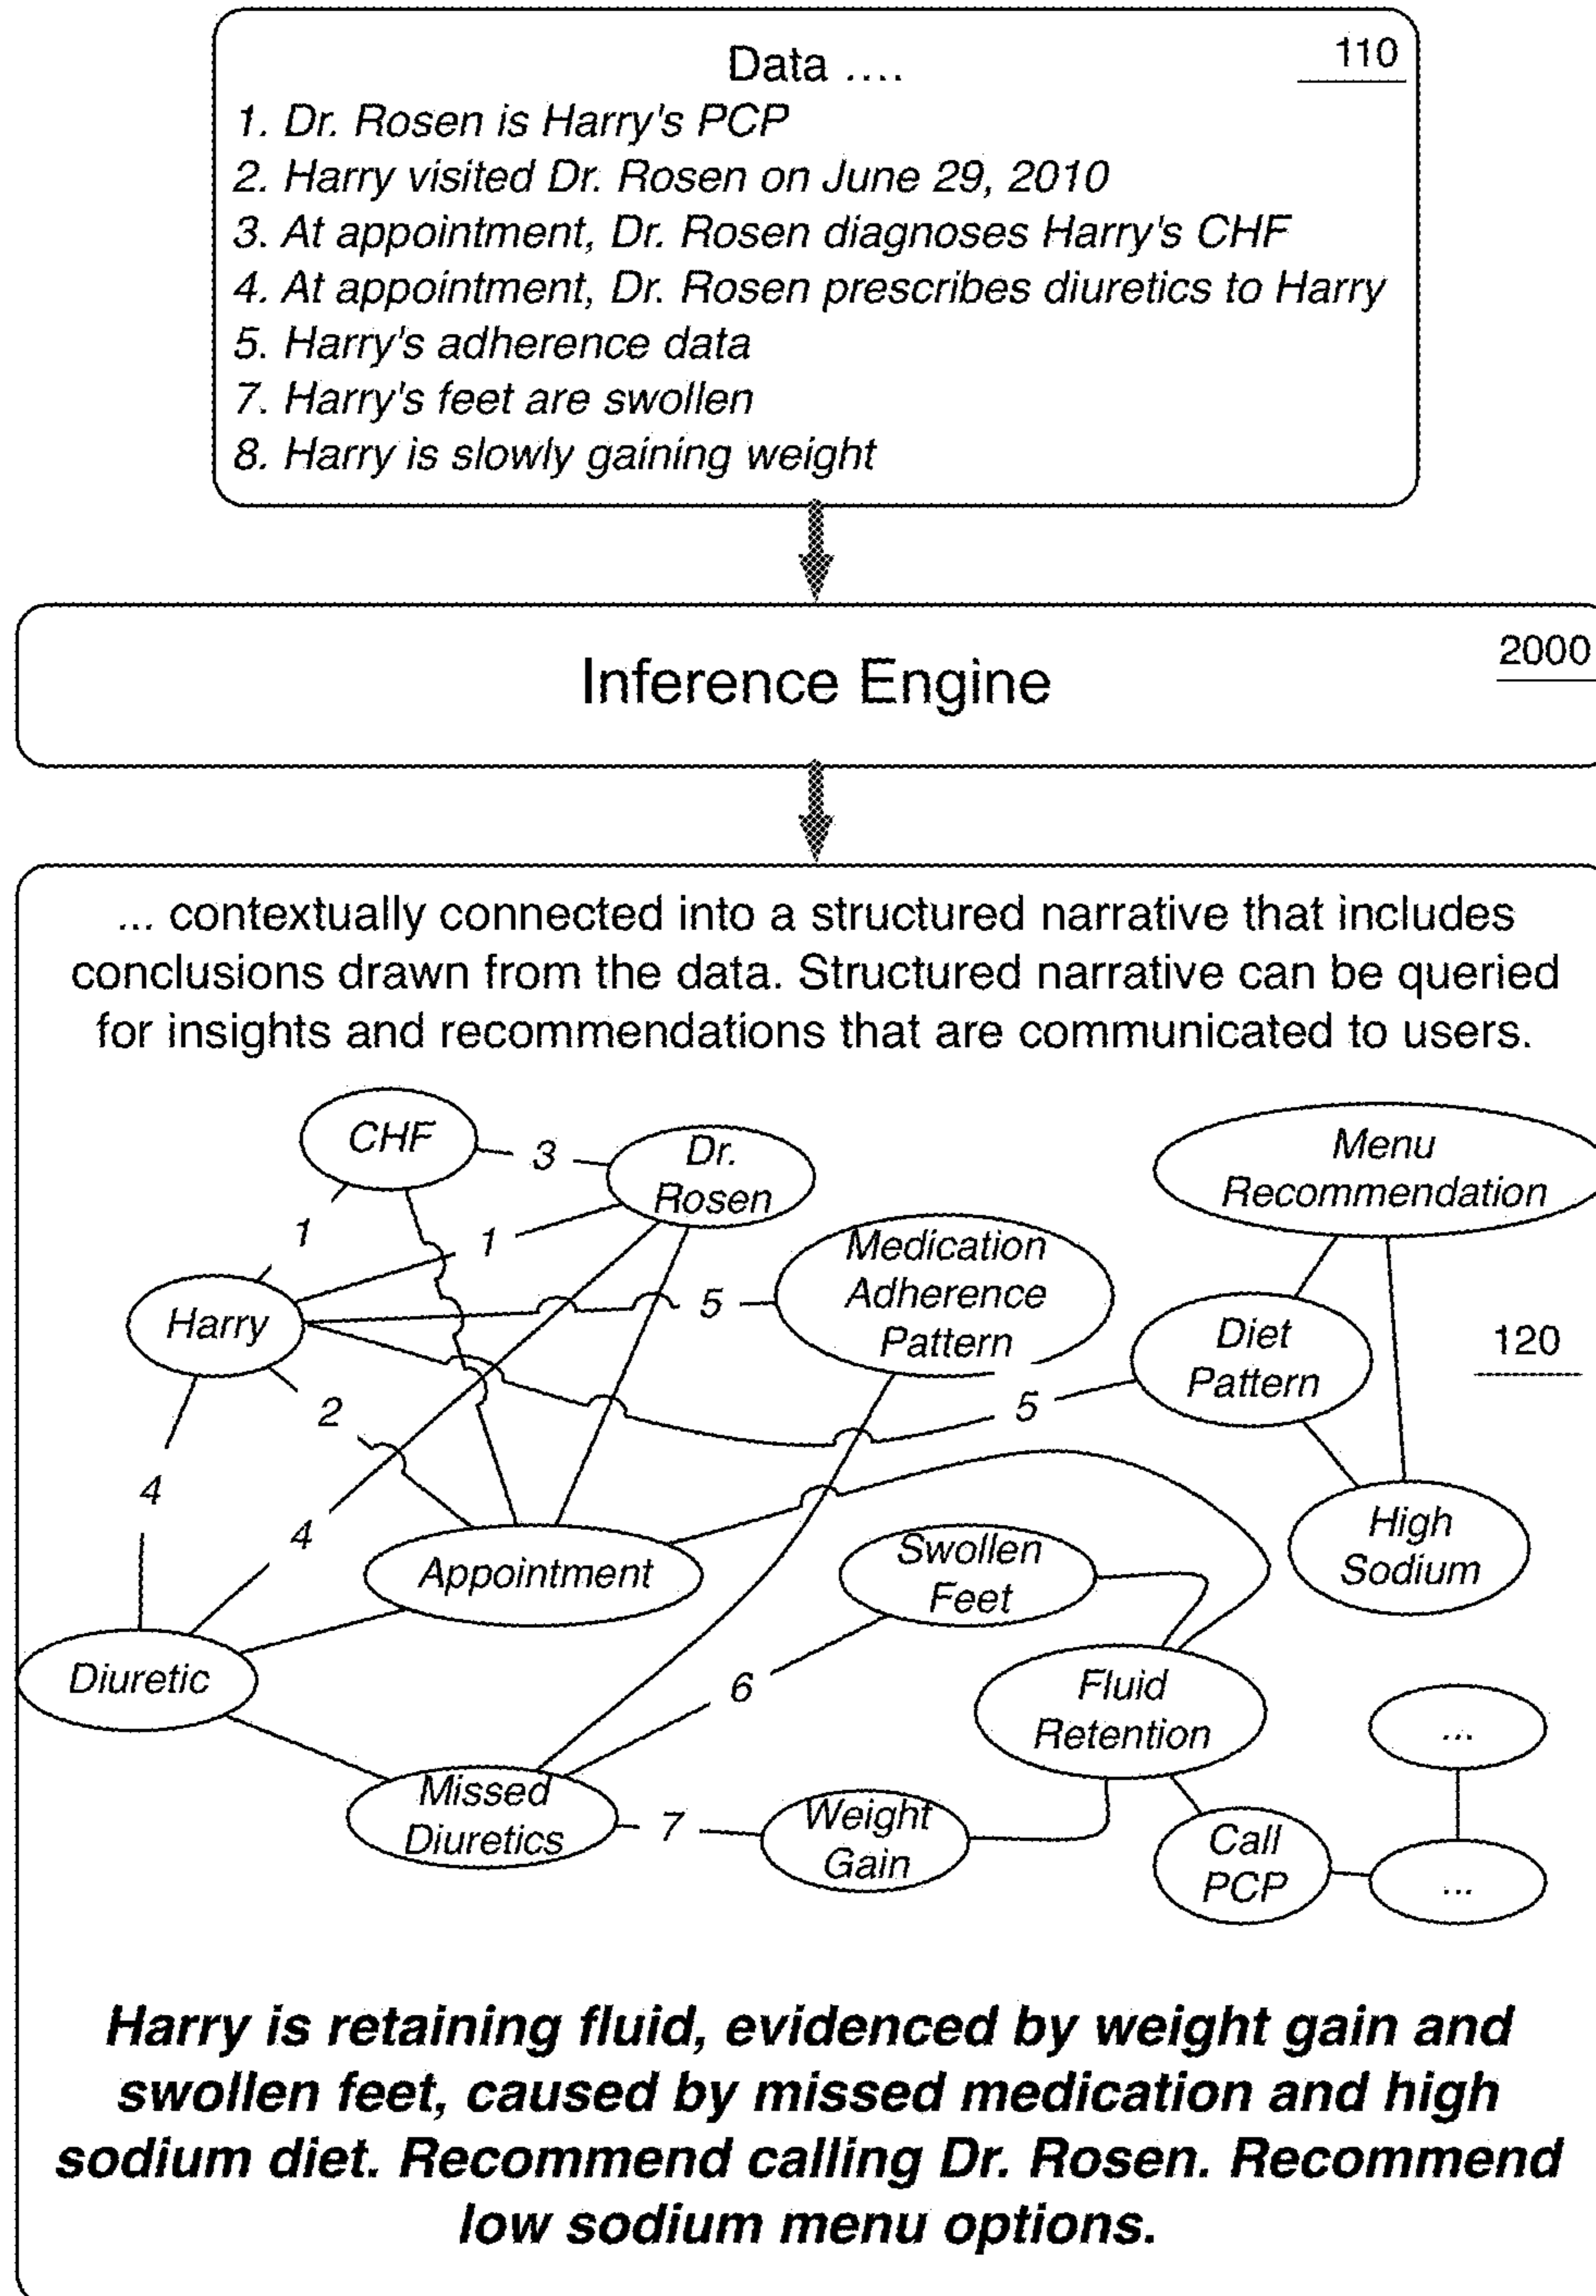 Data ....
110
1. Dr. Rosen is Harry's PCP
2. Harry visited Dr. Rosen on June 29, 2010
3. At appointment, Dr. Rosen diagnoses Harry's CHF
4. At appointment, Dr. Rosen prescribes diuretics to Harry
5. Harry's adherence data
7. Harry's feet are swollen
8. Harry is slowly gaining weight
Inference Engine
2000
... contextually connected into a structured narrative that includes
conclusions drawn from the data. Structured narrative can be queried
for insights and recommendations that are communicated to users.
CHF
3
Dr.
Rosen
Menu
Recommendation
1
1
Medication
Adherence
Pattern
Harry
5
Diet
Pattern
120
2
5
4
4
High
Sodium
Appointment
Swollen
Feet
Diuretic
6
Fluid
Retention
...
Missed
Diuretics
7
Weight
Gain
Call
PCP
...
Harry is retaining fluid, evidenced by weight gain and
swollen feet, caused by missed medication and high
sodium diet. Recommend calling Dr. Rosen. Recommend
low sodium menu options.